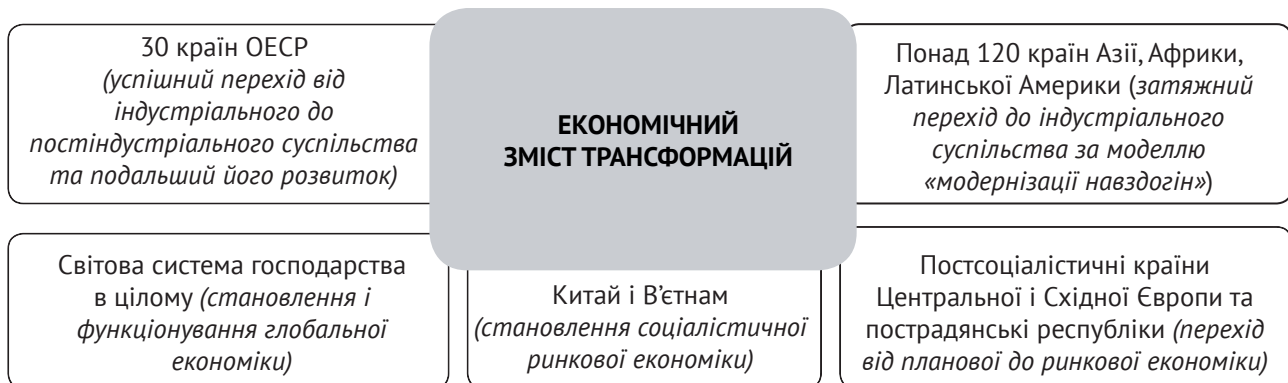 30 країн ОЕСР
(успішний перехід від
індустріального до
постіндустріального суспільства
та подальший його розвиток)
ЕКОНОМІЧНИЙ
ЗМІСТ ТРАНСФОРМАЦІЙ
Понад 120 країн Азії, Африки,
Латинської Америки (затяжний
перехід до індустріального
суспільства за моделлю
«модернізації навздогін»)
Світова система господарства
в цілому (становлення і
функціонування глобальної
економіки)
Китай і В’єтнам
(становлення соціалістичної
ринкової економіки)
Постсоціалістичні країни
Центральної і Східної Європи та
пострадянські республіки (перехід
від планової до ринкової економіки)